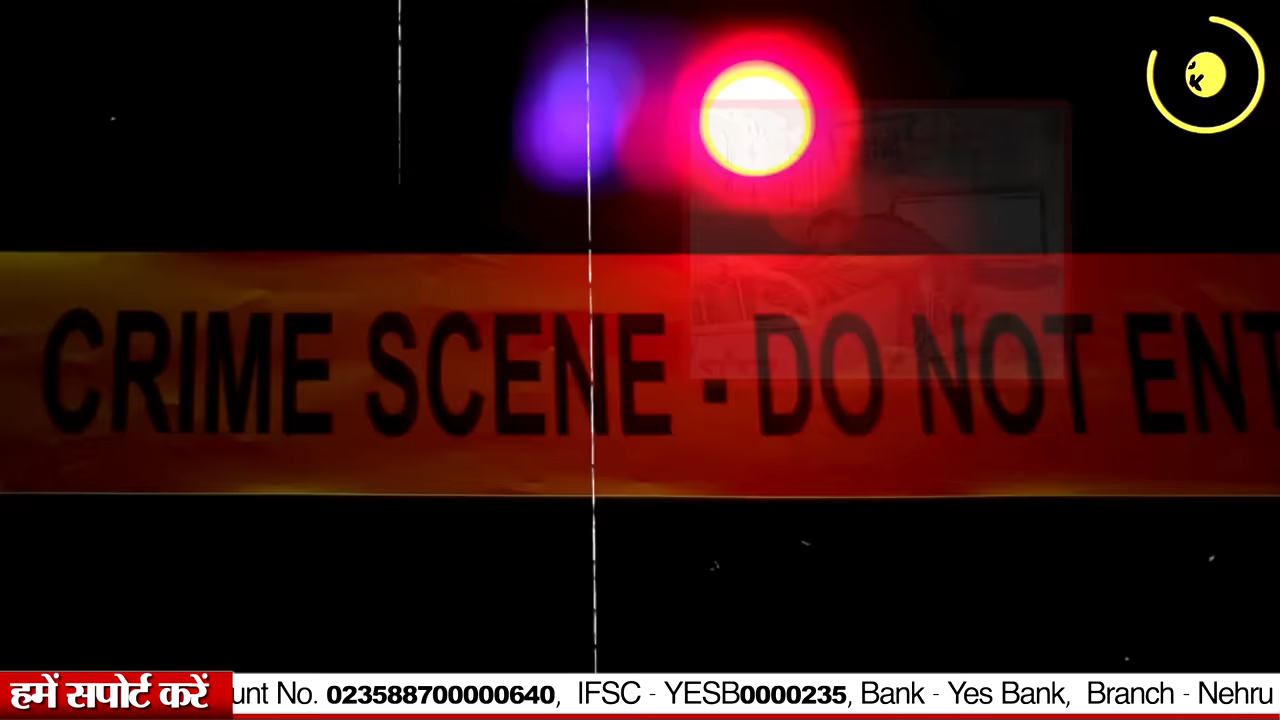 CRIME SCENE - DO NOT ENT
हमें सपोर्ट करें unt No. 023588700000640, IFSC - YESB0000235, Bank - Yes Bank, Branch - Nehru